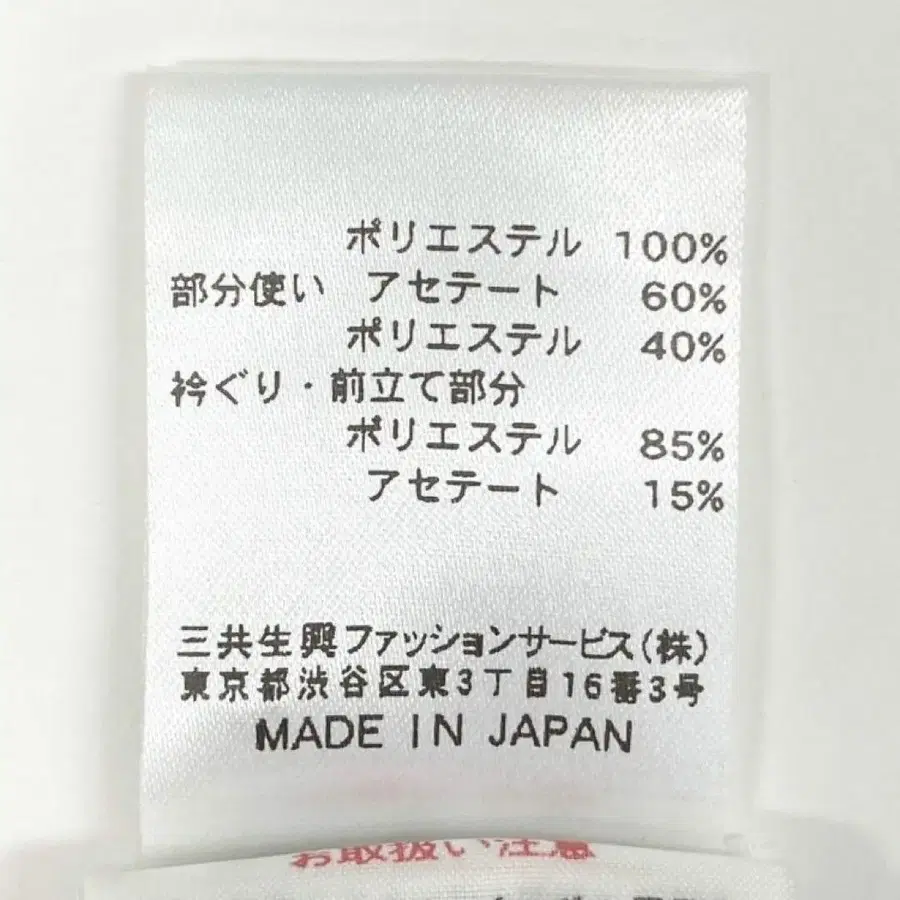 ポリエステル 100%
部分使い アセテート 60%
ポリエステル 40%
衿ぐり・前立て部分
ポリエステル 85%
アセテート 15%
三共生興ファッションサービス(株)
東京都渋谷区東3丁目16番3号
MADE IN JAPAN
お取扱い注意